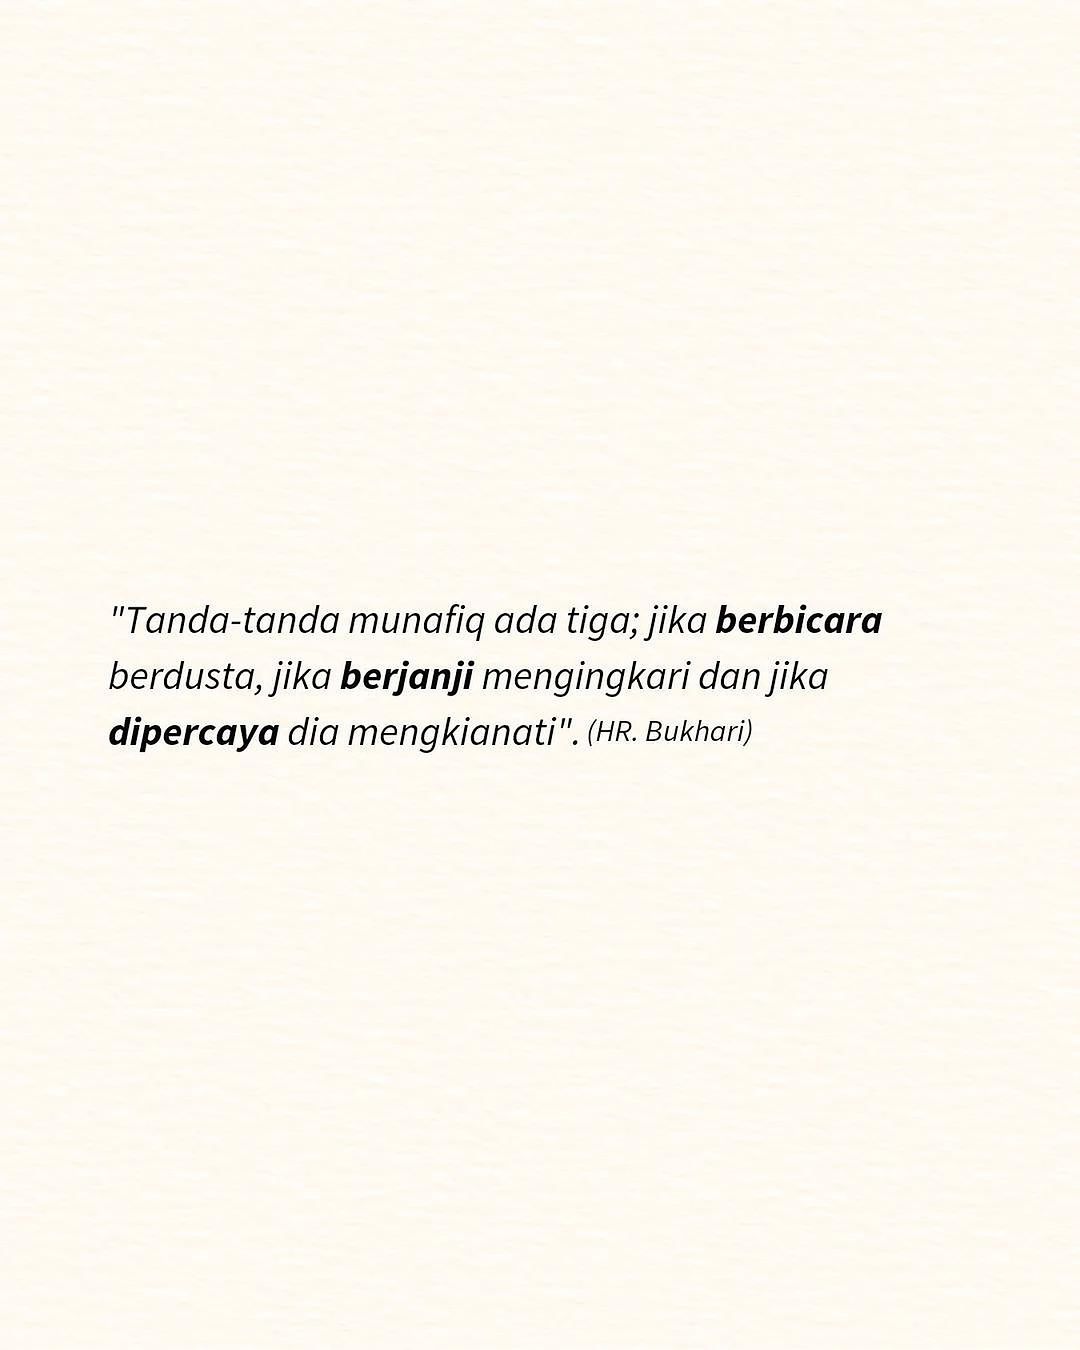 "Tanda-tanda munafiq ada tiga; jika berbicara
berdusta, jika berjanji mengingkari dan jika
dipercaya dia mengkianati". (HR. Bukhari)